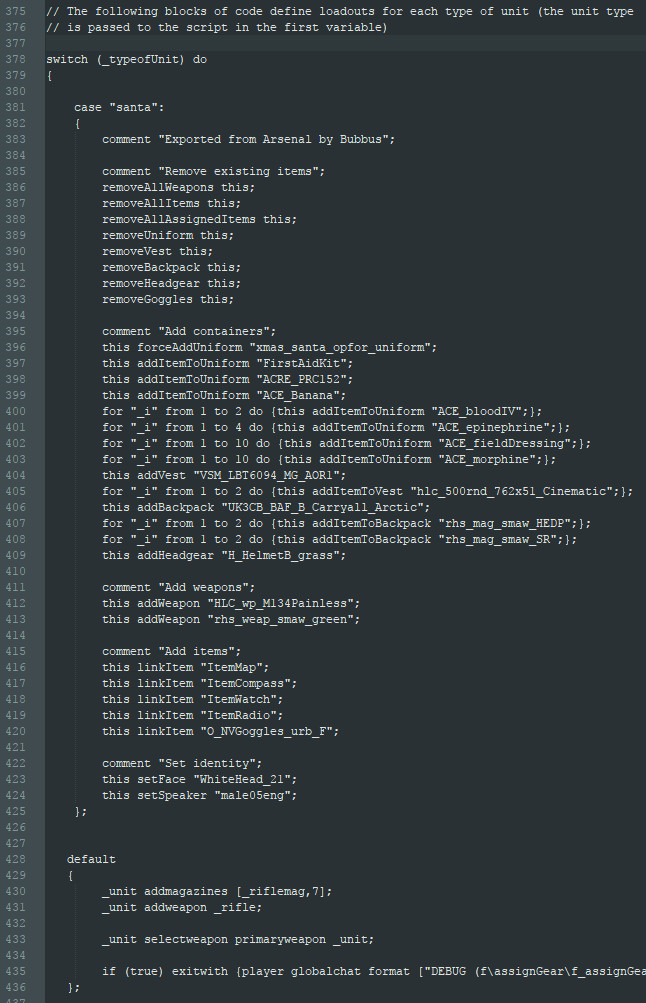 375 // The following blocks of code define loadouts for each type of unit (the unit type
376 // is passed to the script in the first variable)
377
378 switch (_typeofUnit) do
379 {
380
381 case "santa":
382 {
383 comment "Exported from Arsenal by Bubbus";
384
385 comment "Remove existing items";
386 removeAllWeapons this;
387 removeAllItems this;
388 removeAllAssignedItems this;
389 removeUniform this;
390 removeVest this;
391 removeBackpack this;
392 removeHeadgear this;
393 removeGoggles this;
394
395 comment "Add containers";
396 this forceAddUniform "xmas_santa_opfor_uniform";
397 this addItemToUniform "FirstAidKit";
398 this addItemToUniform "ACRE_PRC152";
399 this addItemToUniform "ACE_Banana";
400 for "_i" from 1 to 2 do {this addItemToUniform "ACE_bloodIV";};
401 for "_i" from 1 to 4 do {this addItemToUniform "ACE_epinephrine";};
402 for "_i" from 1 to 10 do {this addItemToUniform "ACE_fieldDressing";};
403 for "_i" from 1 to 10 do {this addItemToUniform "ACE_morphine";};
404 this addVest "VSM_LBT6094_MG_AOR1";
405 for "_i" from 1 to 2 do {this addItemToVest "hlc_500rnd_762x51_Cinematic";};
406 this addBackpack "UK3CB_BAF_B_Carryall_Arctic";
407 for "_i" from 1 to 2 do {this addItemToBackpack "rhs_mag_smaw_HEDP";};
408 for "_i" from 1 to 2 do {this addItemToBackpack "rhs_mag_smaw_SR";};
409 this addHeadgear "H_HelmetB_grass";
410
411 comment "Add weapons";
412 this addWeapon "HLC_wp_M134Painless";
413 this addWeapon "rhs_weap_smaw_green";
414
415 comment "Add items";
416 this linkItem "ItemMap";
417 this linkItem "ItemCompass";
418 this linkItem "ItemWatch";
419 this linkItem "ItemRadio";
420 this linkItem "O_NVGoggles_urb_F";
421
422 comment "Set identity";
423 this setFace "WhiteHead_21";
424 this setSpeaker "male05eng";
425 };
426
427
428 default
429 {
430 _unit addmagazines [_riflemag,7];
431 _unit addweapon _rifle;
432
433 _unit selectweapon primaryweapon _unit;
434
435 if (true) exitwith {player globalchat format ["DEBUG (f\assignGear\f_assignGea
436 };